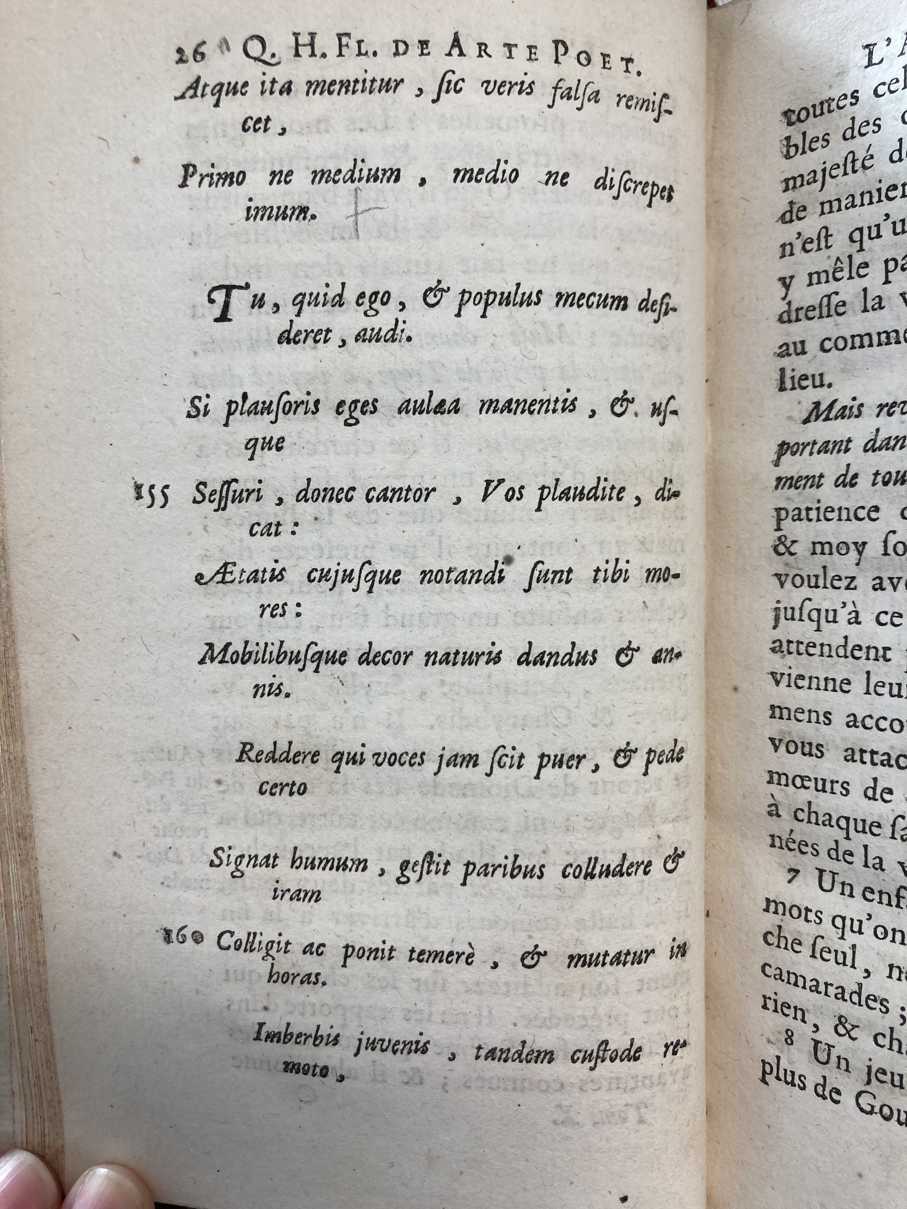 26 Q. H. FL. DE ARTE POET.
Atque ita mentitur, ſic veris falſa remiſ-
cet,
Primo ne medium, medio ne diſcrepet
imum.
Tu, quid ego, & populus mecum deſi-
deret, audi.
Si plauſoris eges aulæa manentis, & uſ-
que
155 Seſſuri, donec cantor, Vos plaudite, di-
cat:
Ætatis cujuſque notandi ſunt tibi mo-
res:
Mobilibuſque decor naturis dandus & an-
nis.
Reddere qui voces jam ſcit puer, & pede
certo
Signat humum, geſtit paribus colludere &
iram
160 Colligit ac ponit temerè, & mutatur in
horas.
Imberbis juvenis, tandem cuſtode re-
moto,
L'A
toutes cel
bles des
majeſté d
de manier
n'eſt qu'u
y mêle pa
dreſſe la v
au comme
lieu.
Mais rev
portant dan
ment de tou
patience
& moy ſo
voulez ave
juſqu'à ce
attendent
vienne leu
mens acco
vous attac
mœurs de
à chaque ſa
nées de la v
7 Un enf
mots qu'on
che ſeul, n
camarades;
rien, & ch
8 Un jeu
plus de Gou